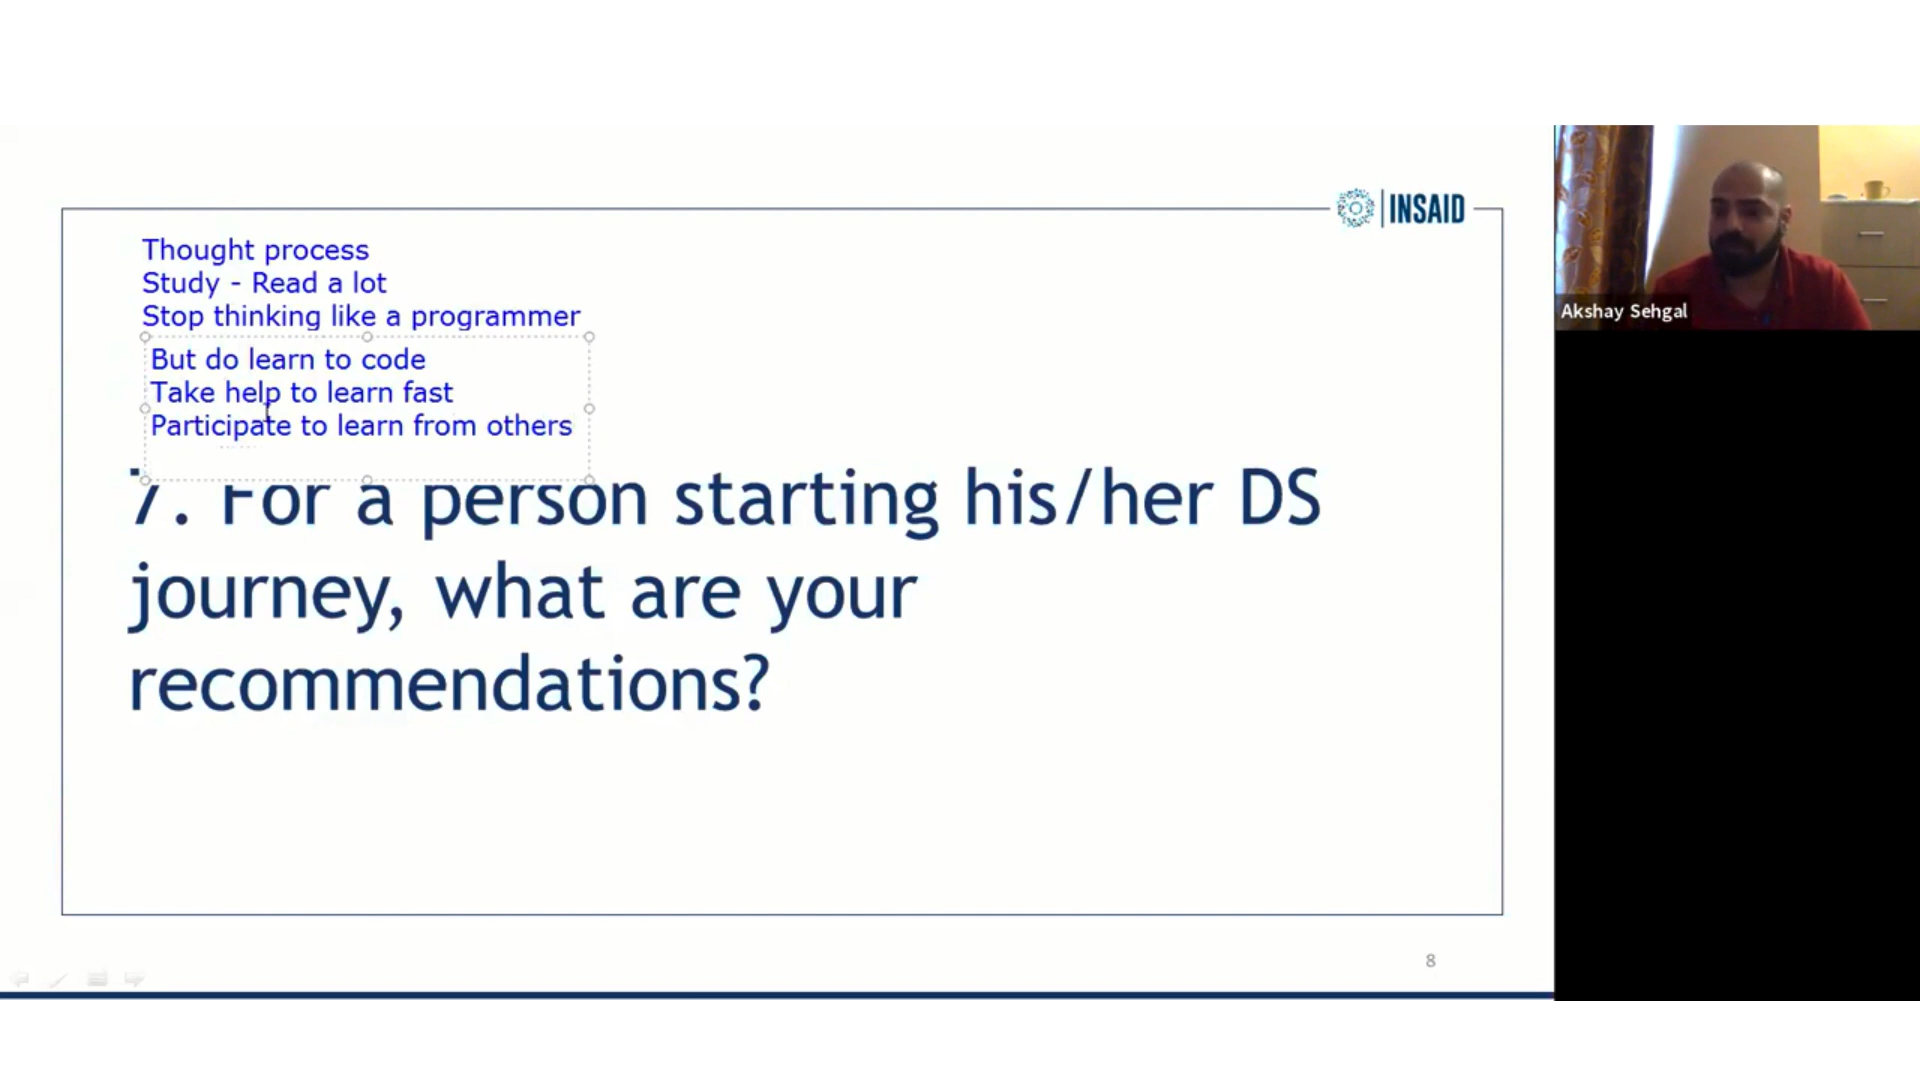 INSAID
Thought process
Study - Read a lot
Stop thinking like a programmer
But do learn to code
Take help to learn fast
Participate to learn from others
7. For a person starting his/her DS
journey, what are your
recommendations?
8
Akshay Sehgal